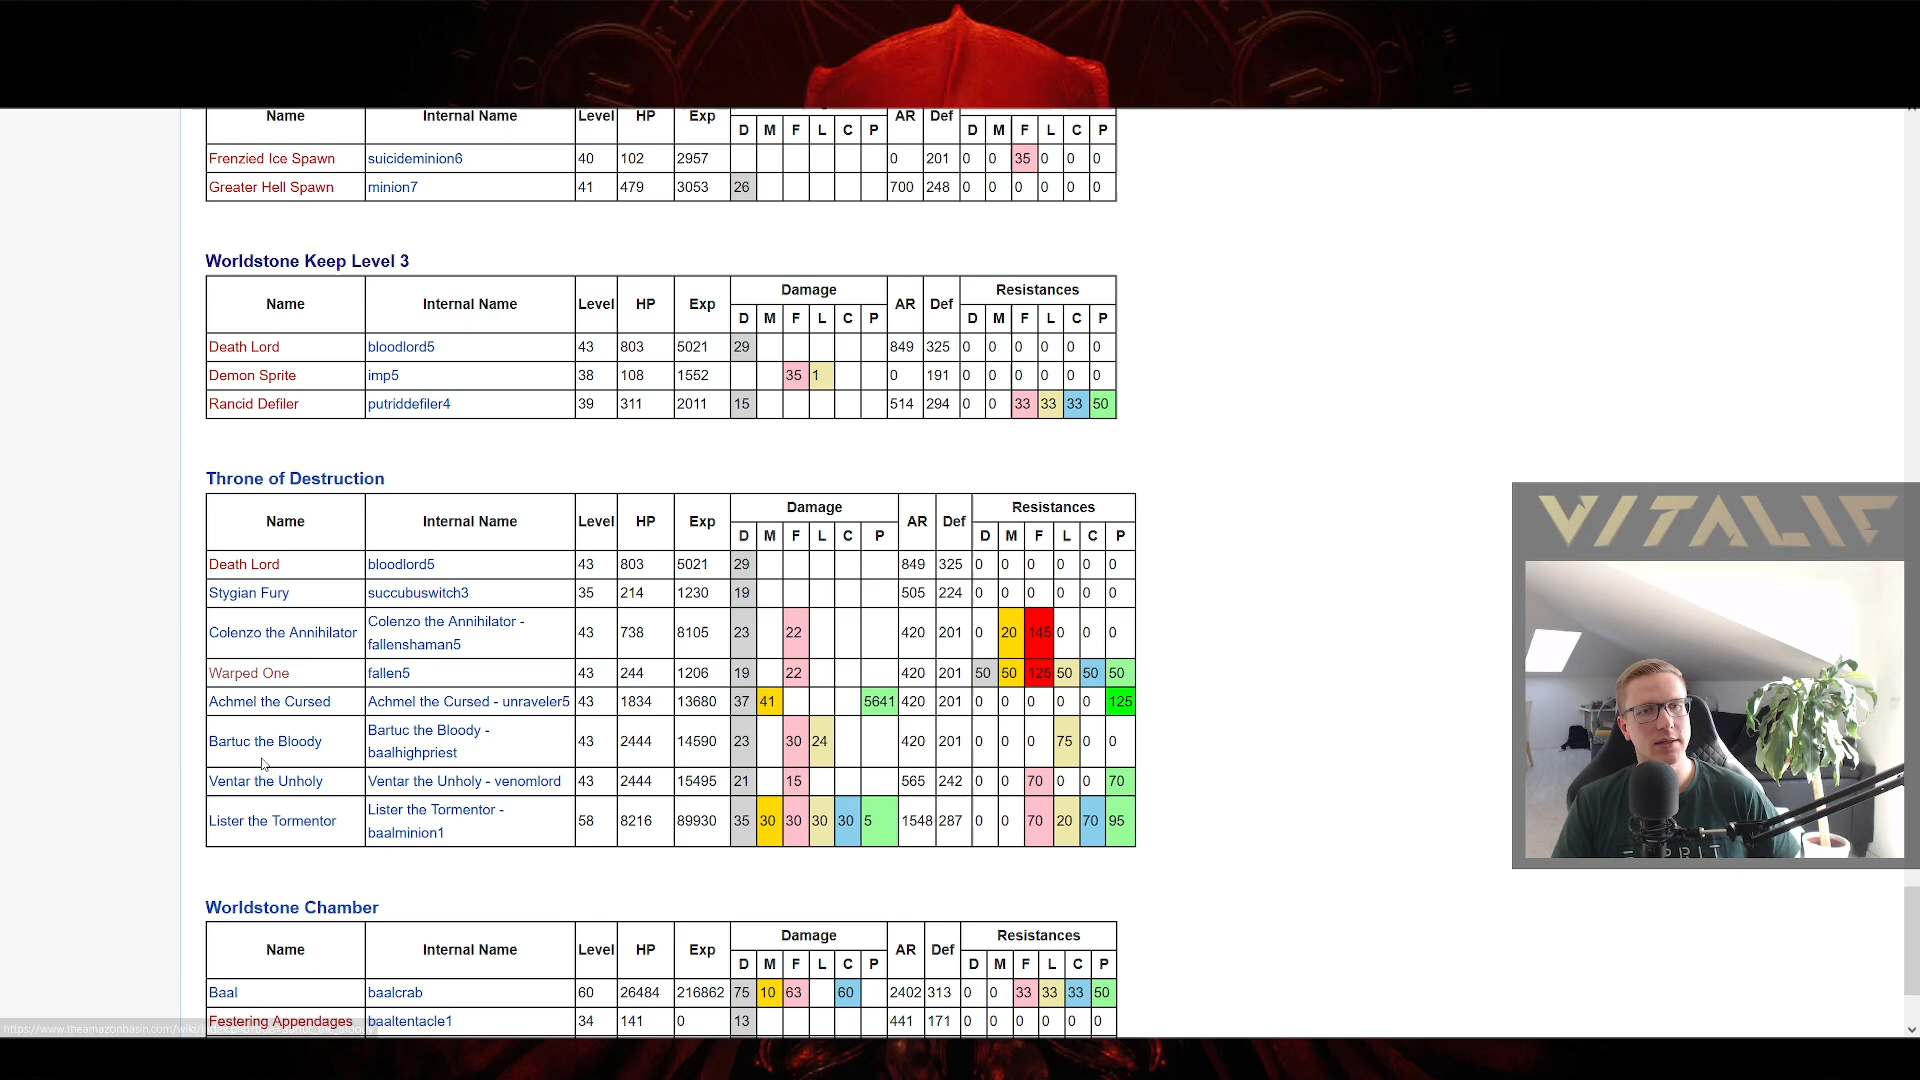 Name Internal Name Level HP Exp AR Def
D M F L C P D M F L C P
Frenzied Ice Spawn suicideminion6 40 102 2957 0 201 0 0 35 0 0 0
Greater Hell Spawn minion7 41 479 3053 26 700 248 0 0 0 0 0 0
Worldstone Keep Level 3
Name Internal Name Level HP Exp Damage AR Def Resistances
D M F L C P D M F L C P
Death Lord bloodlord5 43 803 5021 29 849 325 0 0 0 0 0 0
Demon Sprite imp5 38 108 1552 35 1 0 191 0 0 0 0 0 0
Rancid Defiler putriddefiler4 39 311 2011 15 514 294 0 0 33 33 33 50
Throne of Destruction
Name Internal Name Level HP Exp Damage AR Def Resistances
D M F L C P D M F L C P
Death Lord bloodlord5 43 803 5021 29 849 325 0 0 0 0 0 0
Stygian Fury succubuswitch3 35 214 1230 19 505 224 0 0 0 0 0 0
Colenzo the Annihilator Colenzo the Annihilator -
fallenshaman5 43 738 8105 23 22 420 201 0 20 145 0 0 0
Warped One fallen5 43 244 1206 19 22 420 201 50 50 125 50 50 50
Achmel the Cursed Achmel the Cursed - unraveler5 43 1834 13680 37 41 5641 420 201 0 0 0 0 0 125
Bartuc the Bloody Bartuc the Bloody -
baalhighpriest 43 2444 14590 23 30 24 420 201 0 0 0 75 0 0
Ventar the Unholy Ventar the Unholy - venomlord 43 2444 15495 21 15 565 242 0 0 70 0 0 70
Lister the Tormentor Lister the Tormentor -
baalminion1 58 8216 89930 35 30 30 30 30 5 1548 287 0 0 70 20 70 95
Worldstone Chamber
Name Internal Name Level HP Exp Damage AR Def Resistances
D M F L C P D M F L C P
Baal baalcrab 60 26484 216862 75 10 63 60 2402 313 0 0 33 33 33 50
Festering Appendages baaltentacle1 34 141 0 13 441 171 0 0 0 0 0 0
VITALIE